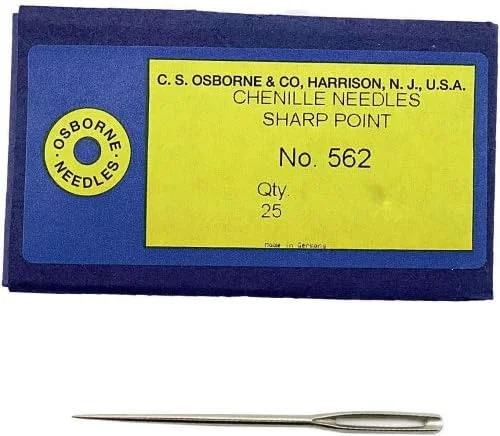 C. S. OSBORNE & CO, HARRISON, N. J., U.S.A.
CHENILLE NEEDLES
SHARP POINT
No. 562
Qty.
25
Made in Germany
· OSBORNE ·
NEEDLES